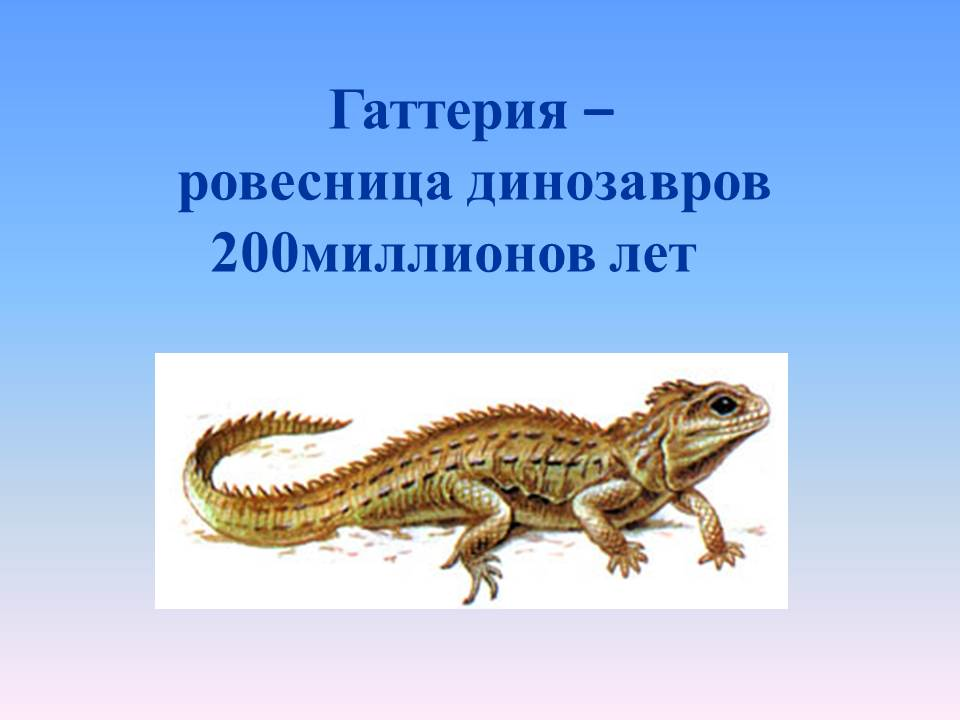 Гаттерия –
ровесница динозавров
200миллионов лет